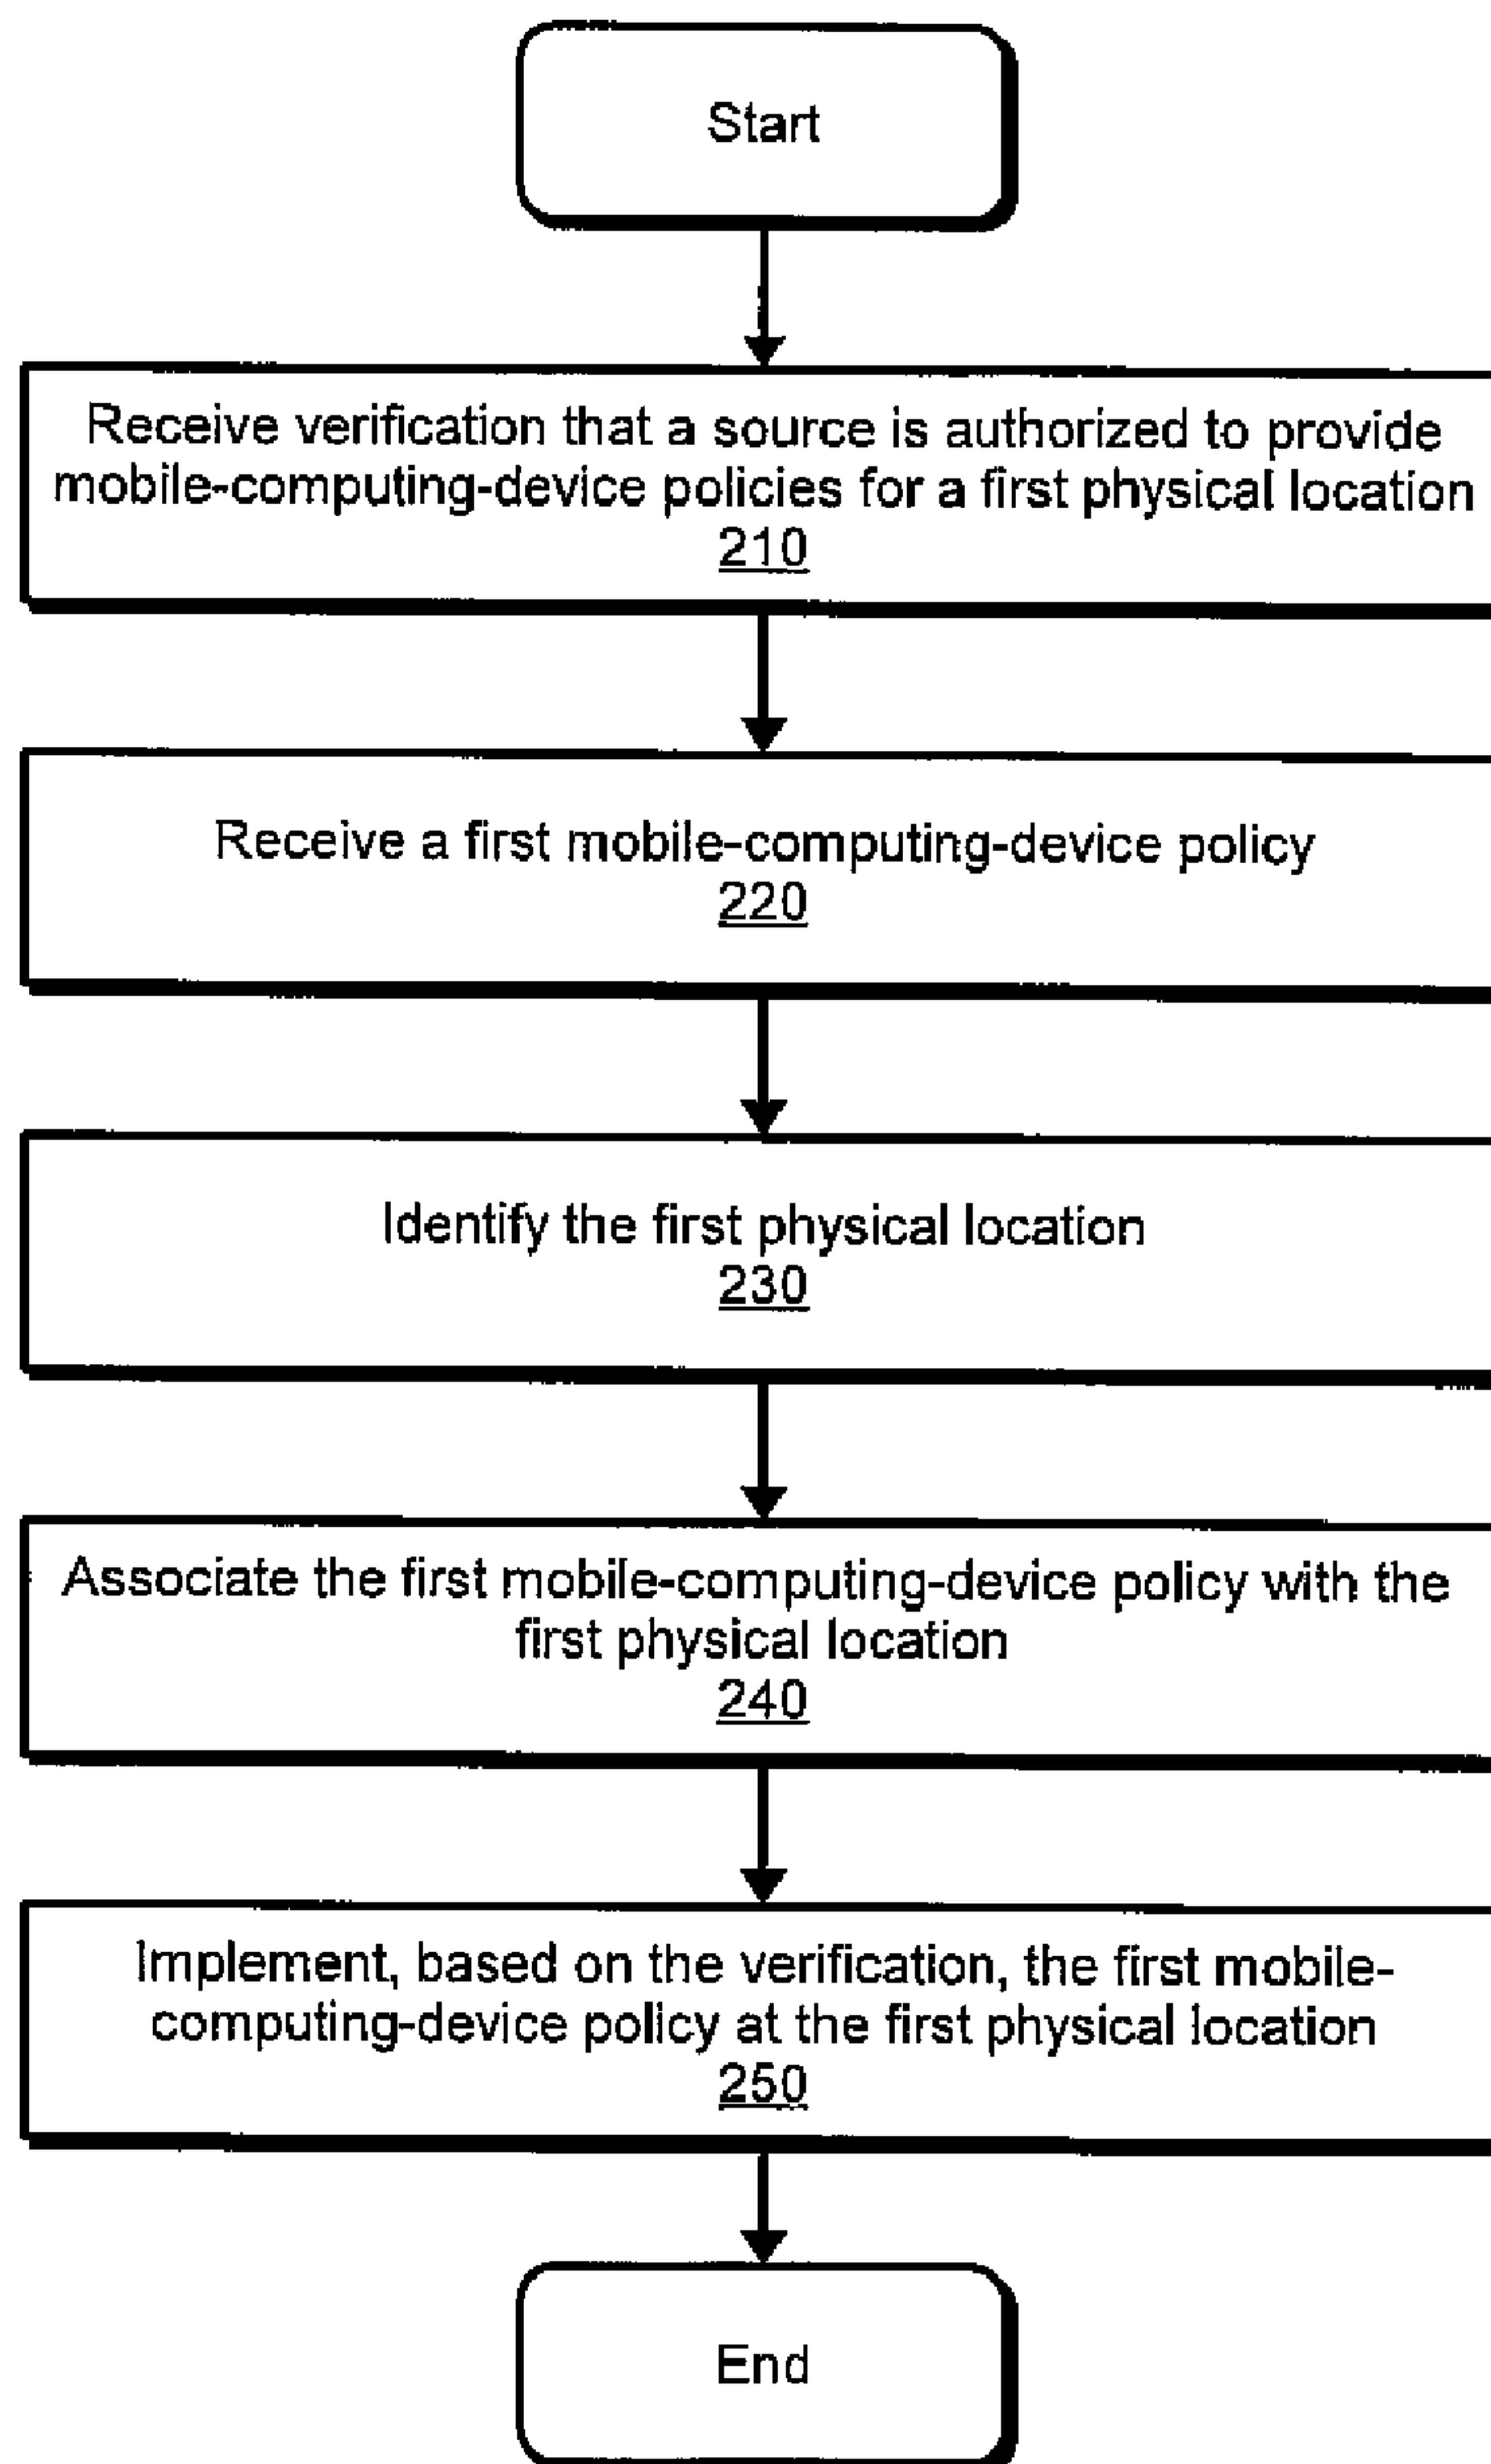 Start
Receive verification that a source is authorized to provide
mobile-computing-device policies for a first physical location
210
Receive a first mobile-computing-device policy
220
Identify the first physical location
230
Associate the first mobile-computing-device policy with the
first physical location
240
Implement, based on the verification, the first mobile-
computing-device policy at the first physical location
250
End